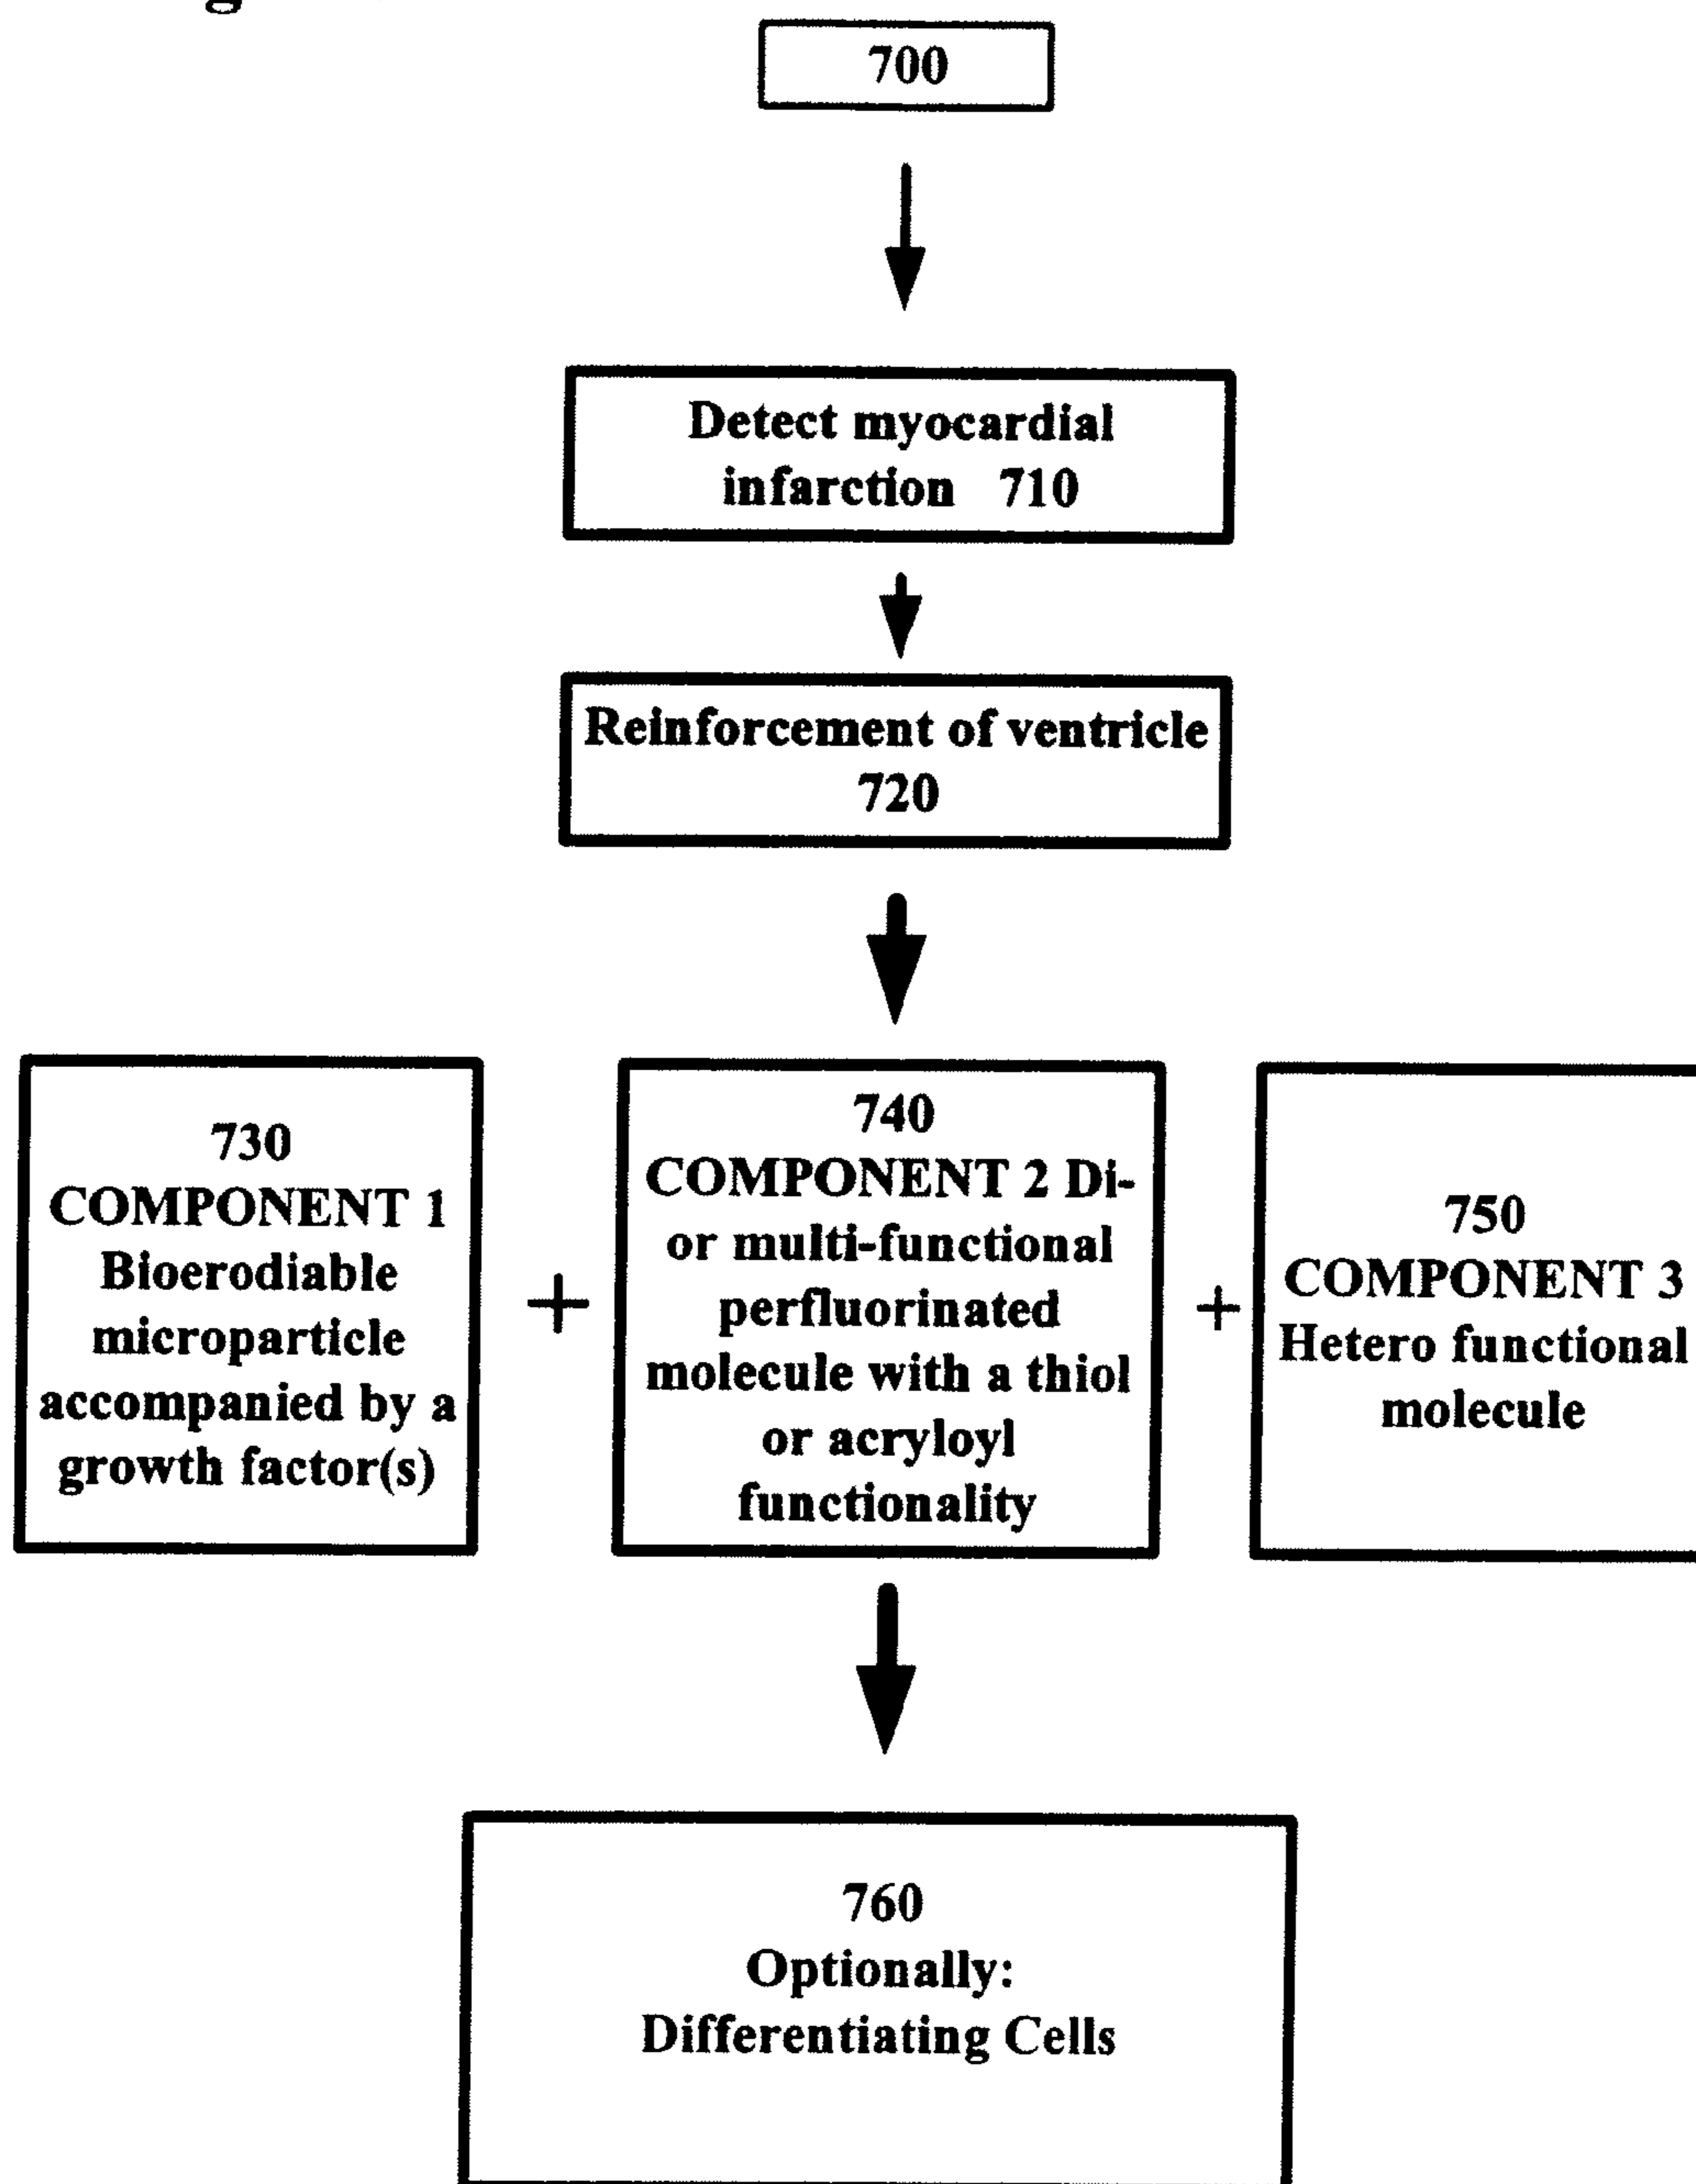 700
Detect myocardial
infarction 710
Reinforcement of ventricle
720
730
COMPONENT 1
Bioerodiable
microparticle
accompanied by a
growth factor(s)
+
740
COMPONENT 2 Di-
or multi-functional
perfluorinated
molecule with a thiol
or acryloyl
functionality
+
750
COMPONENT 3
Hetero functional
molecule
760
Optionally:
Differentiating Cells